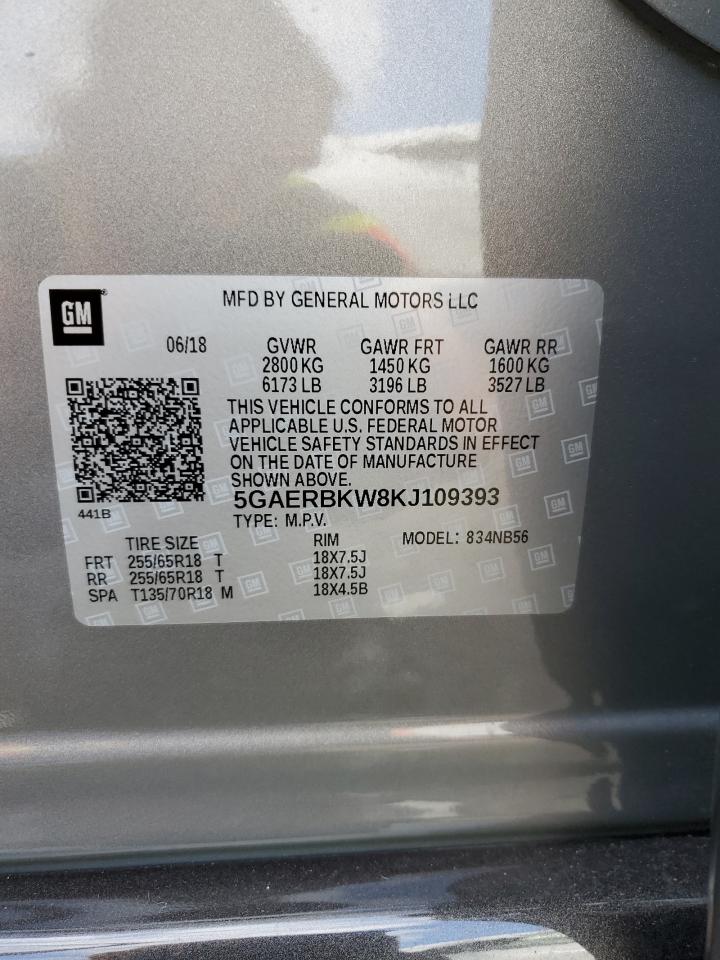 GM
MFD BY GENERAL MOTORS LLC
06/18 GVWR GAWR FRT GAWR RR
2800 KG 1450 KG 1600 KG
6173 LB 3196 LB 3527 LB
THIS VEHICLE CONFORMS TO ALL
APPLICABLE U.S. FEDERAL MOTOR
VEHICLE SAFETY STANDARDS IN EFFECT
ON THE DATE OF MANUFACTURE
SHOWN ABOVE.
5GAERBKW8KJ109393
441B
TYPE: M.P.V.
TIRE SIZE RIM MODEL: 834NB56
FRT 255/65R18 T 18X7.5J
RR 255/65R18 T 18X7.5J
SPA T135/70R18 M 18X4.5B